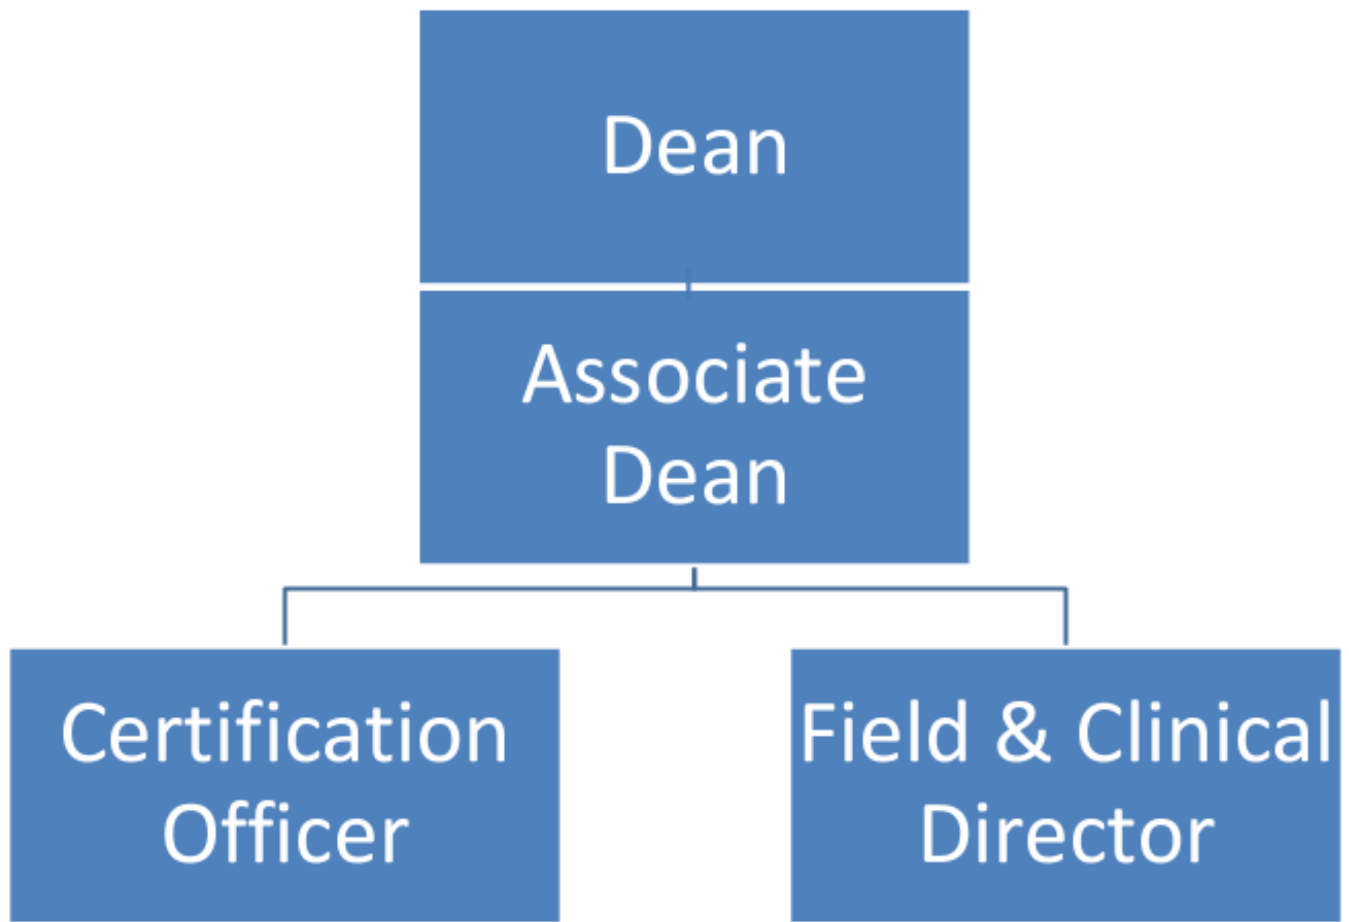 Dean
Associate
Dean
Certification
Officer
Field & Clinical
Director